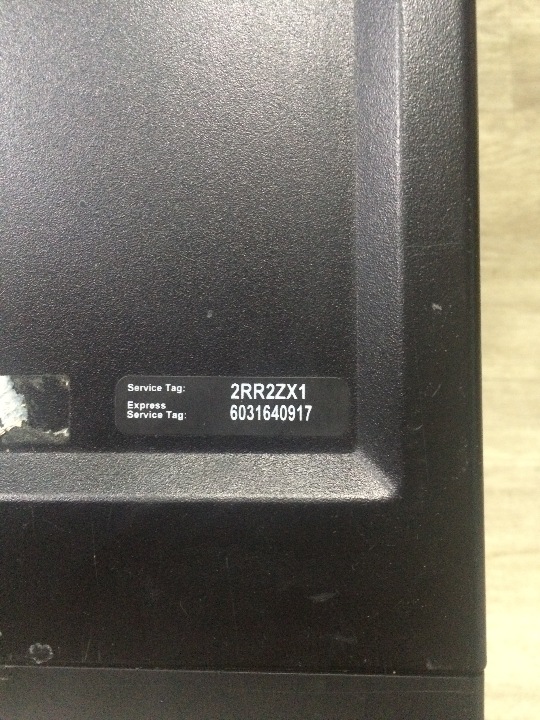 Service Tag: 2RR2ZX1
Express
Service Tag: 6031640917